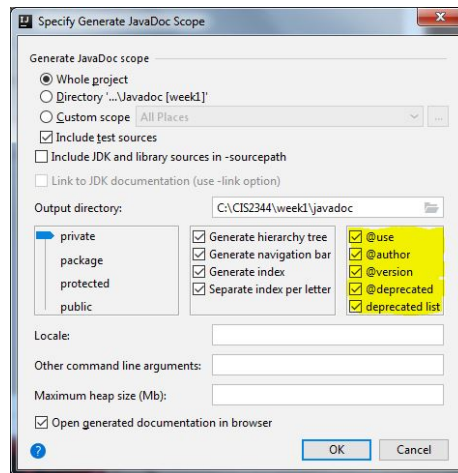 Specify Generate JavaDoc Scope
Generate JavaDoc scope
Whole project
Directory '...\Javadoc [week1]'
Custom scope All Places ...
Include test sources
Include JDK and library sources in -sourcepath
Link to JDK documentation (use -link option)
Output directory: C:\CIS2344\week1\javadoc
private
package
protected
public
Generate hierarchy tree
Generate navigation bar
Generate index
Separate index per letter
@use
@author
@version
@deprecated
deprecated list
Locale:
Other command line arguments:
Maximum heap size (Mb):
Open generated documentation in browser
? OK Cancel